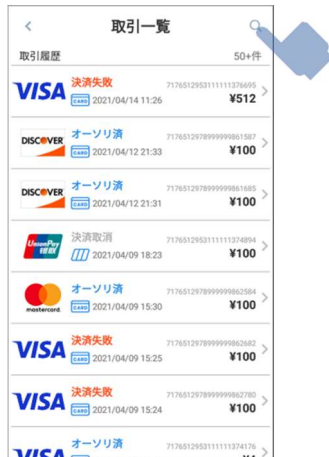 取引一覧
取引履歴 50+件
VISA 決済失敗 7176512953111111376695
CARD 2021/04/14 11:26 ¥512
DISCOVER オーソリ済 7176512978999999861587
CARD 2021/04/12 21:33 ¥100
DISCOVER オーソリ済 7176512978999999861685
CARD 2021/04/12 21:31 ¥100
UnionPay 银联 決済取消 7176512953111111374894
2021/04/09 18:23 ¥100
mastercard. オーソリ済 7176512978999999862584
CARD 2021/04/09 15:30 ¥100
VISA 決済失敗 7176512978999999862682
CARD 2021/04/09 15:25 ¥100
VISA 決済失敗 7176512978999999862780
CARD 2021/04/09 15:24 ¥100
VISA オーソリ済 7176512953111111374176